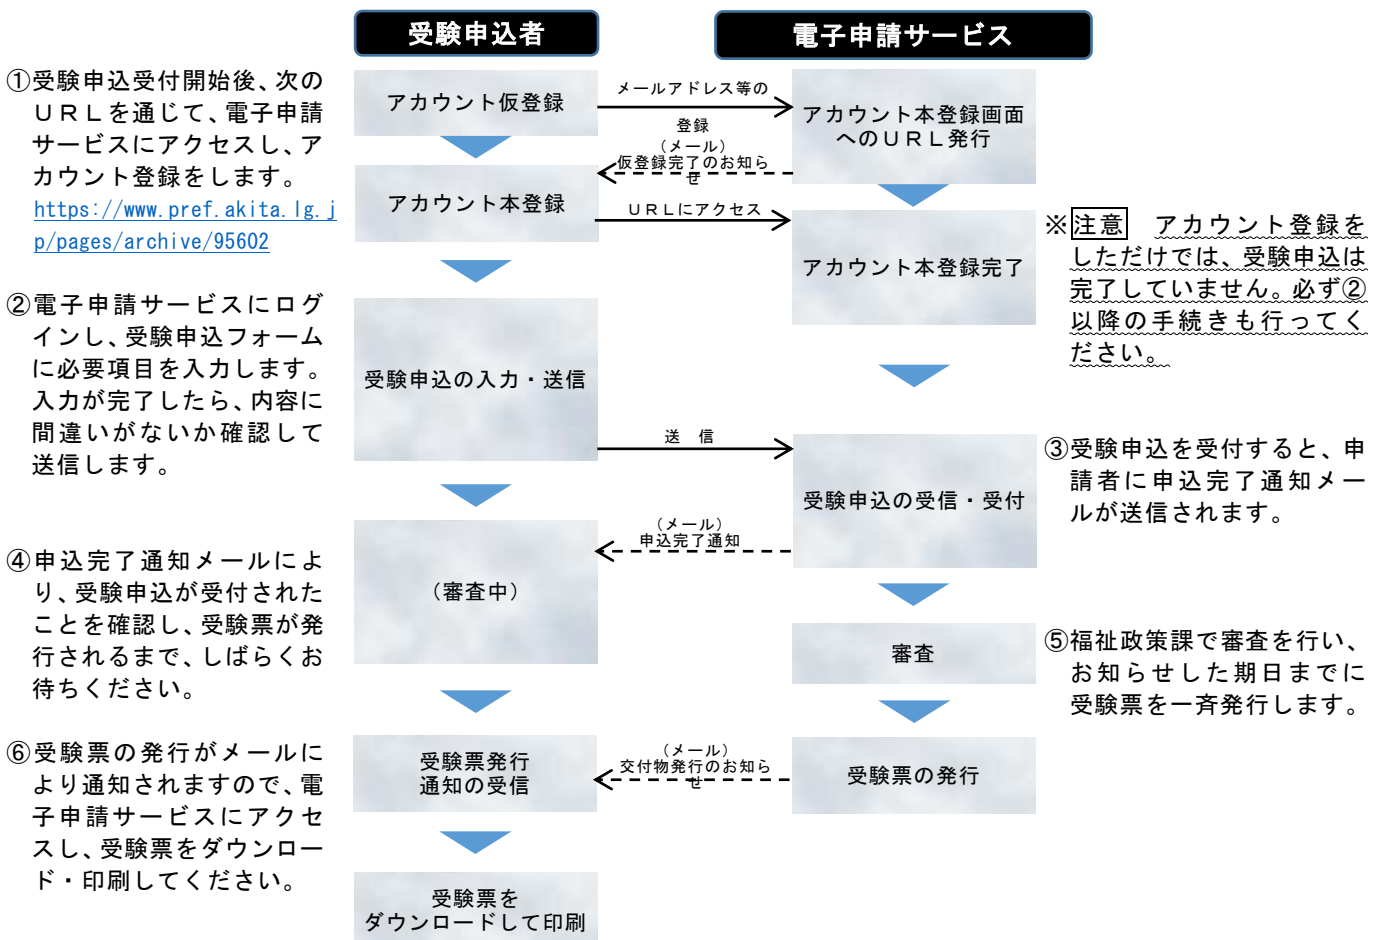 受験申込者
電子申請サービス
①受験申込受付開始後、次の
ＵＲＬを通じて、電子申請
サービスにアクセスし、ア
カウント登録をします。
https://www.pref.akita.lg.j
p/pages/archive/95602
アカウント仮登録
メールアドレス等の
登録
アカウント本登録画面
へのＵＲＬ発行
（メール）
仮登録完了のお知ら
せ
アカウント本登録
ＵＲＬにアクセス
アカウント本登録完了
※注意　アカウント登録を
しただけでは、受験申込は
完了していません。必ず②
以降の手続きも行ってく
ださい。
②電子申請サービスにログ
インし、受験申込フォーム
に必要項目を入力します。
入力が完了したら、内容に
間違いがないか確認して
送信します。
受験申込の入力・送信
送　信
受験申込の受信・受付
③受験申込を受付すると、申
請者に申込完了通知メー
ルが送信されます。
（メール）
申込完了通知
④申込完了通知メールによ
り、受験申込が受付された
ことを確認し、受験票が発
行されるまで、しばらくお
待ちください。
（審査中）
審査
⑤福祉政策課で審査を行い、
お知らせした期日までに
受験票を一斉発行します。
⑥受験票の発行がメールに
より通知されますので、電
子申請サービスにアクセ
スし、受験票をダウンロー
ド・印刷してください。
受験票発行
通知の受信
（メール）
交付物発行のお知ら
せ
受験票の発行
受験票を
ダウンロードして印刷